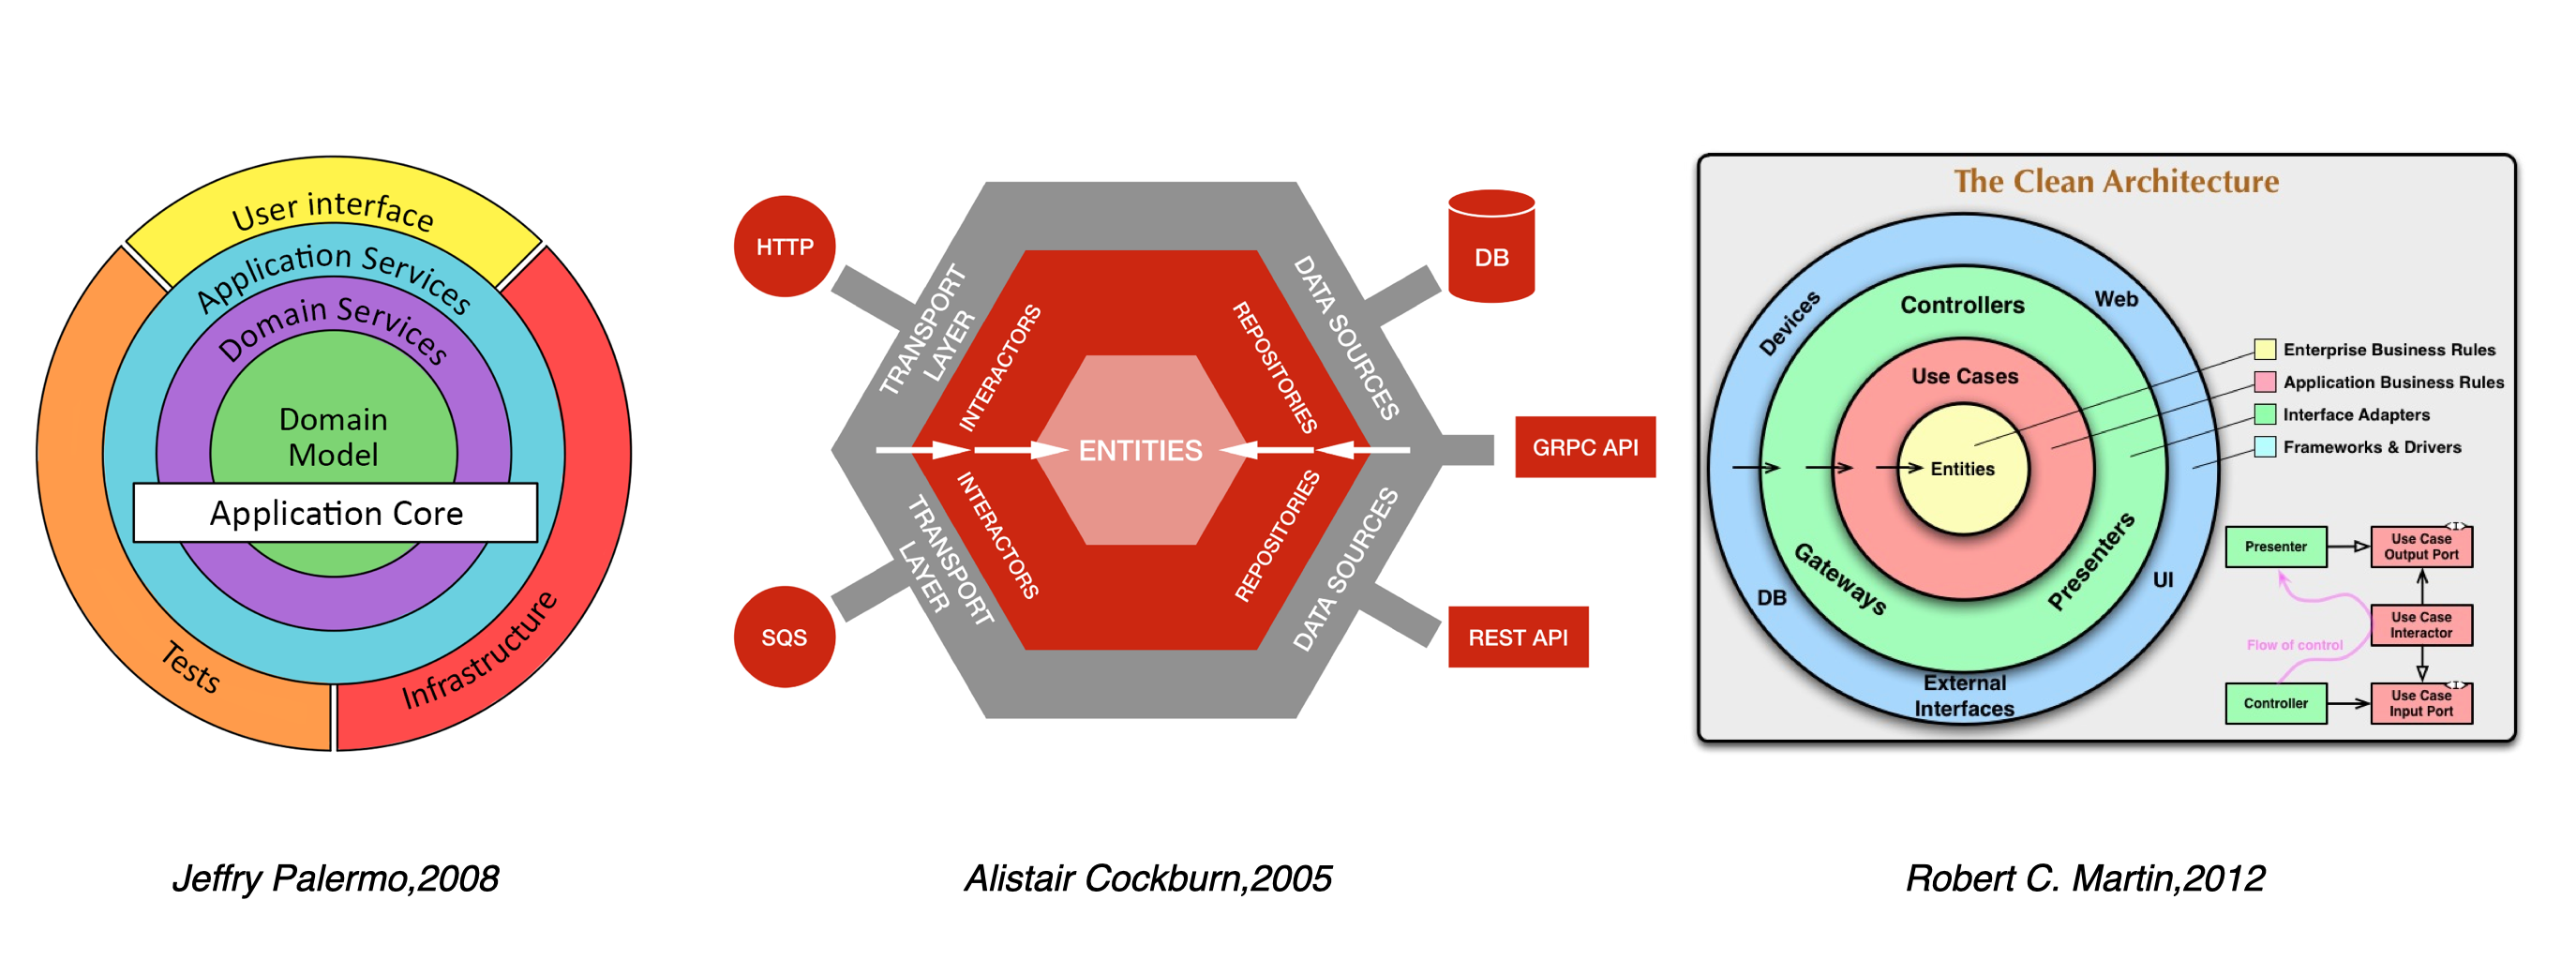 User interface
Application Services
Domain Services
Domain
Model
Application Core
Tests
Infrastructure
Jeffry Palermo,2008
HTTP
SQS
TRANSPORT
LAYER
INTERACTORS
REPOSITORIES
DATA SOURCES
ENTITIES
TRANSPORT
LAYER
INTERACTORS
REPOSITORIES
DATA SOURCES
DB
GRPC API
REST API
Alistair Cockburn,2005
The Clean Architecture
Devices
Web
Controllers
Use Cases
Entities
Gateways
Presenters
DB
UI
External
Interfaces
Enterprise Business Rules
Application Business Rules
Interface Adapters
Frameworks & Drivers
Presenter
<I>
Use Case
Output Port
Use Case
Interactor
Flow of control
Controller
<I>
Use Case
Input Port
Robert C. Martin,2012